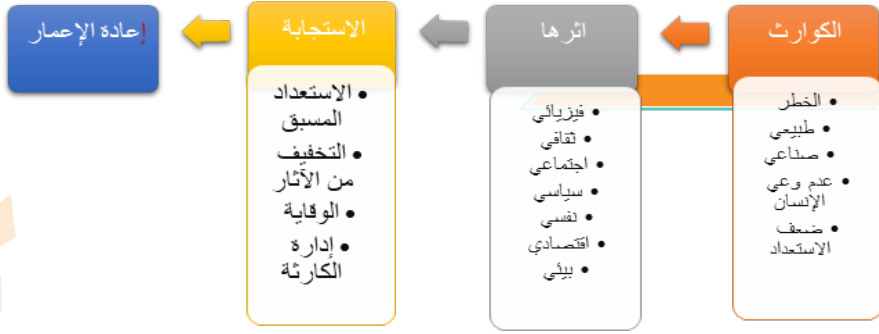 الكوارث
• الخطر
• طبيعي
• صناعي
• عدم وعي
الإنسان
• ضعف
الاستعداد
اثرها
• فيزيائي
• ثقافي
• اجتماعي
• سياسي
• نفسي
• اقتصادي
• بيئي
الاستجابة
• الاستعداد
المسبق
• التخفيف
من الآثار
• الوقاية
• إدارة
الكارثة
إعادة الإعمار